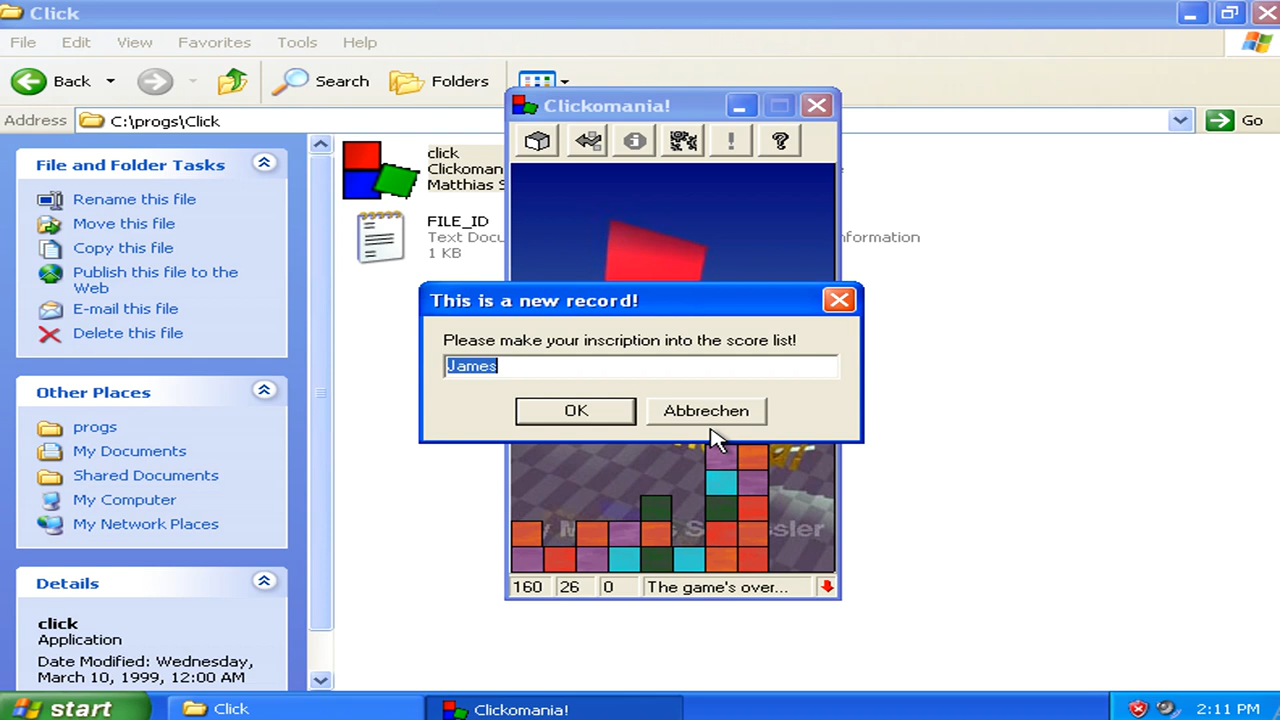 Click
File Edit View Favorites Tools Help
Back Search Folders
Address C:\progs\Click Go
File and Folder Tasks
Rename this file
Move this file
Copy this file
Publish this file to the
Web
E-mail this file
Delete this file
Other Places
progs
My Documents
Shared Documents
My Computer
My Network Places
Details
click
Application
Date Modified: Wednesday,
March 10, 1999, 12:00 AM
click
Clickoman
Matthias S
FILE_ID
Text Docu
1 KB
formation
Clickomania!
This is a new record!
Please make your inscription into the score list!
James
OK Abbrechen
160 26 0 The game's over...
start Click Clickomania! 2:11 PM